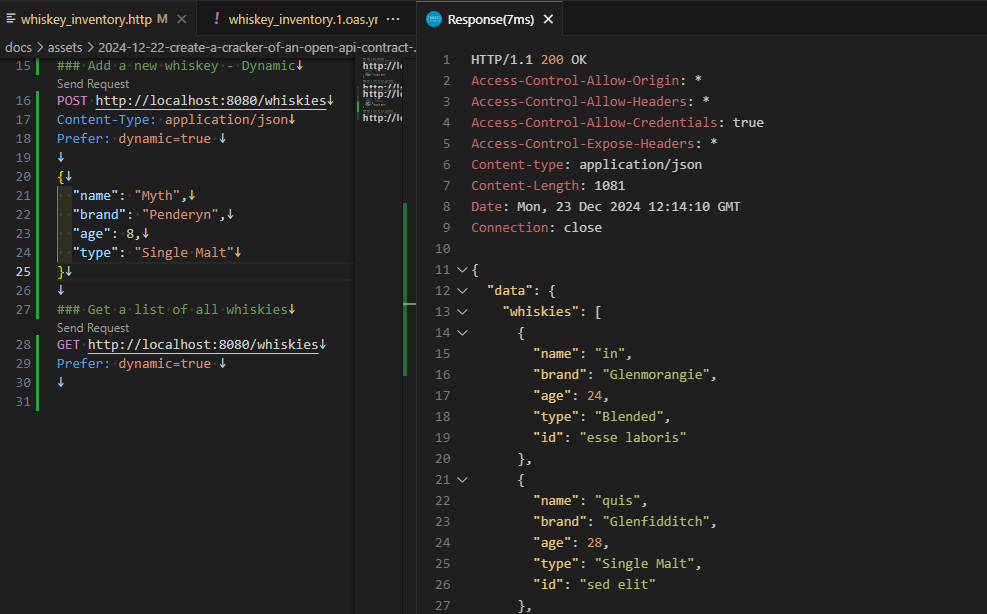 whiskey_inventory.http M
whiskey_inventory.1.oas.yr ...
docs > assets > 2024-12-22-create-a-cracker-of-an-open-api-contract-.
15 ### Add a new whiskey - Dynamic↓
Send Request
16 POST http://localhost:8080/whiskies↓
17 Content-Type: application/json↓
18 Prefer: dynamic=true ↓
19 ↓
20 {↓
21 "name": "Myth",↓
22 "brand": "Penderyn",↓
23 "age": 8,↓
24 "type": "Single Malt"↓
25 }↓
26 ↓
27 ### Get a list of all whiskies↓
Send Request
28 GET http://localhost:8080/whiskies↓
29 Prefer: dynamic=true ↓
30 ↓
31
Response(7ms)
1 HTTP/1.1 200 OK
2 Access-Control-Allow-Origin: *
3 Access-Control-Allow-Headers: *
4 Access-Control-Allow-Credentials: true
5 Access-Control-Expose-Headers: *
6 Content-type: application/json
7 Content-Length: 1081
8 Date: Mon, 23 Dec 2024 12:14:10 GMT
9 Connection: close
10
11 {
12 "data": {
13 "whiskies": [
14 {
15 "name": "in",
16 "brand": "Glenmorangie",
17 "age": 24,
18 "type": "Blended",
19 "id": "esse laboris"
20 },
21 {
22 "name": "quis",
23 "brand": "Glenfidditch",
24 "age": 28,
25 "type": "Single Malt",
26 "id": "sed elit"
27 },